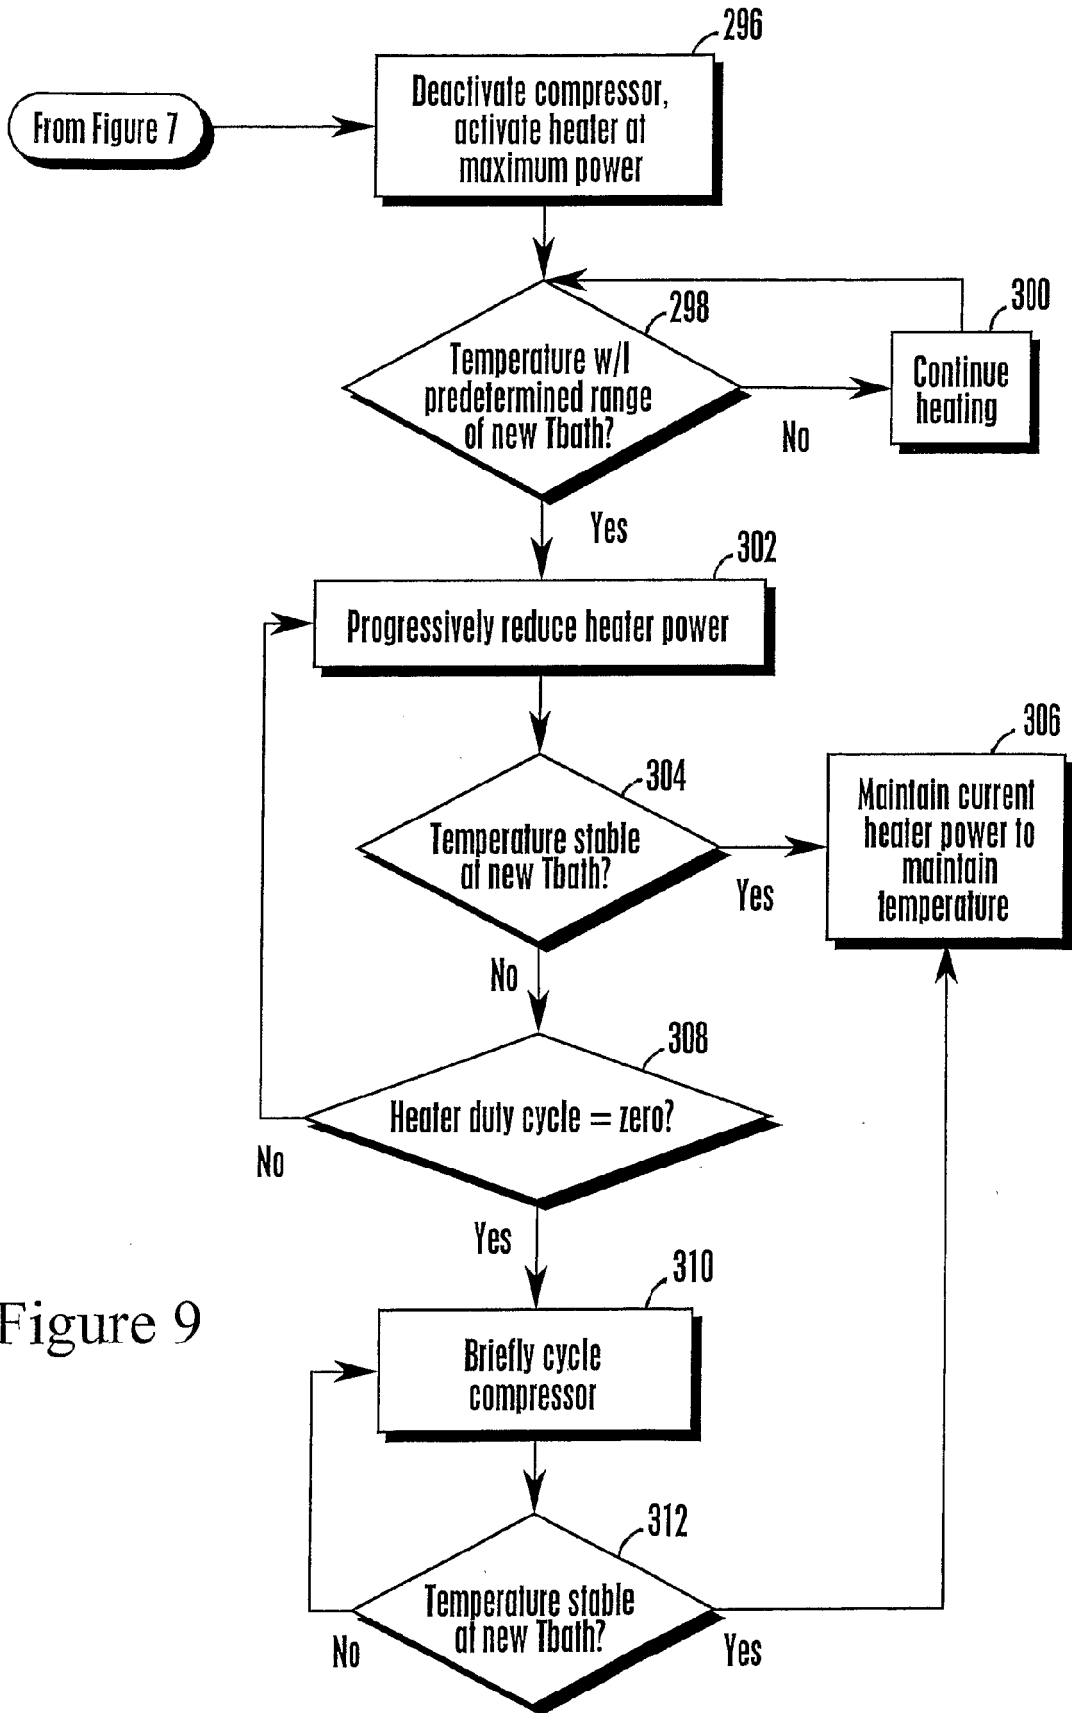 296
Deactivate compressor,
activate heater at
maximum power
From Figure 7
298
Temperature w/I
predetermined range
of new Tbath?
300
Continue
heating
No
Yes
302
Progressively reduce heater power
304
Temperature stable
at new Tbath?
Yes
306
Maintain current
heater power to
maintain
temperature
No
308
Heater duty cycle = zero?
No
Yes
310
Briefly cycle
compressor
Figure 9
312
Temperature stable
at new Tbath?
No
Yes